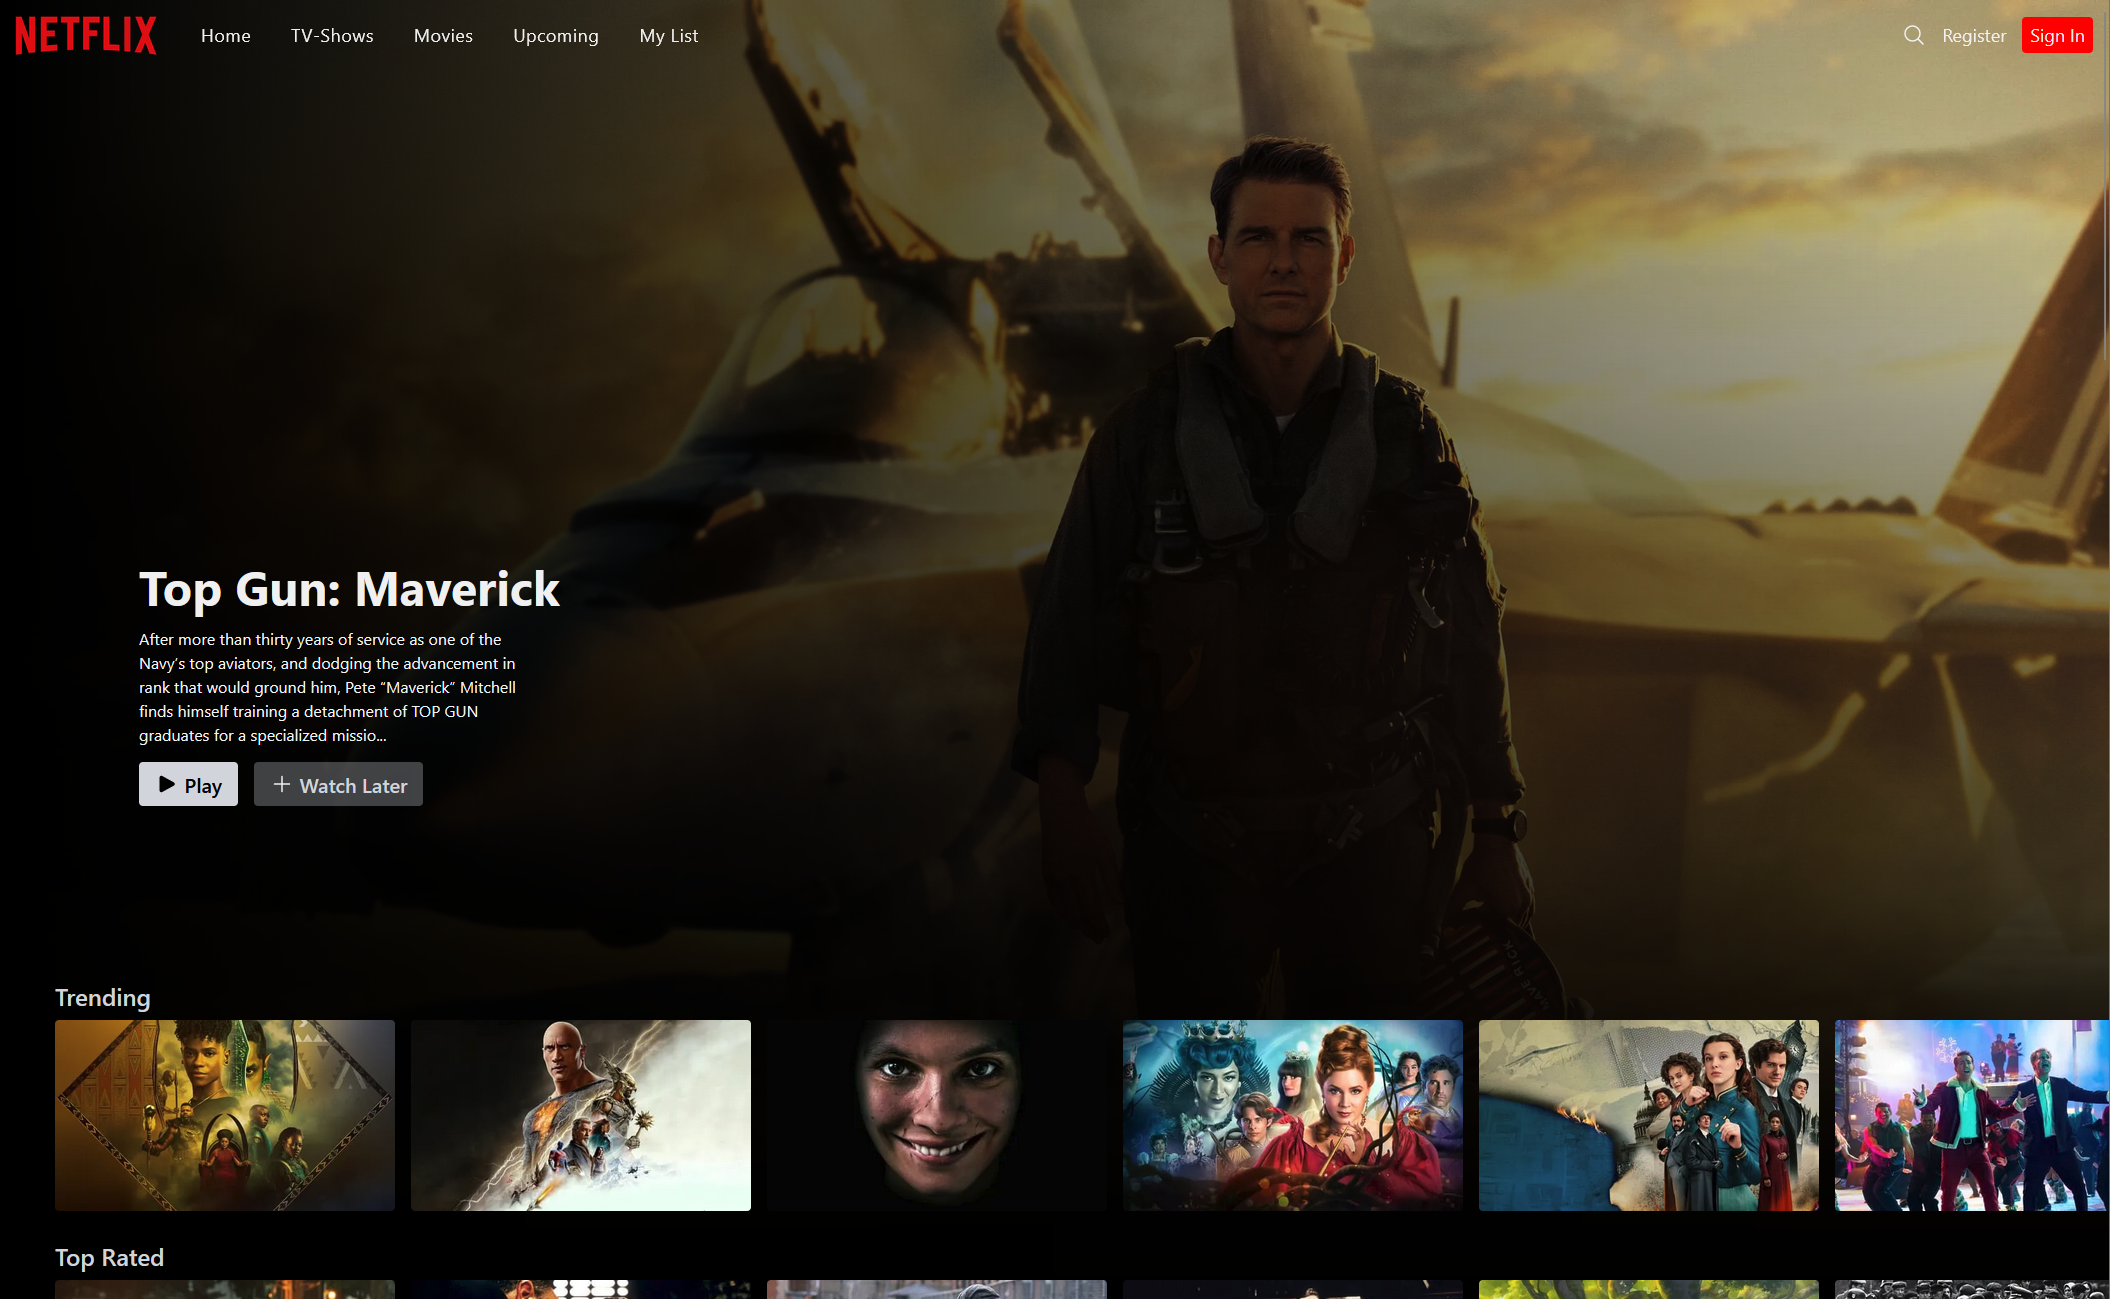 NETFLIX Home TV-Shows Movies Upcoming My List Register Sign In
Top Gun: Maverick
After more than thirty years of service as one of the
Navy’s top aviators, and dodging the advancement in
rank that would ground him, Pete “Maverick” Mitchell
finds himself training a detachment of TOP GUN
graduates for a specialized missio...
Play Watch Later
MAVERICK
MAVERICK
Trending
Top Rated